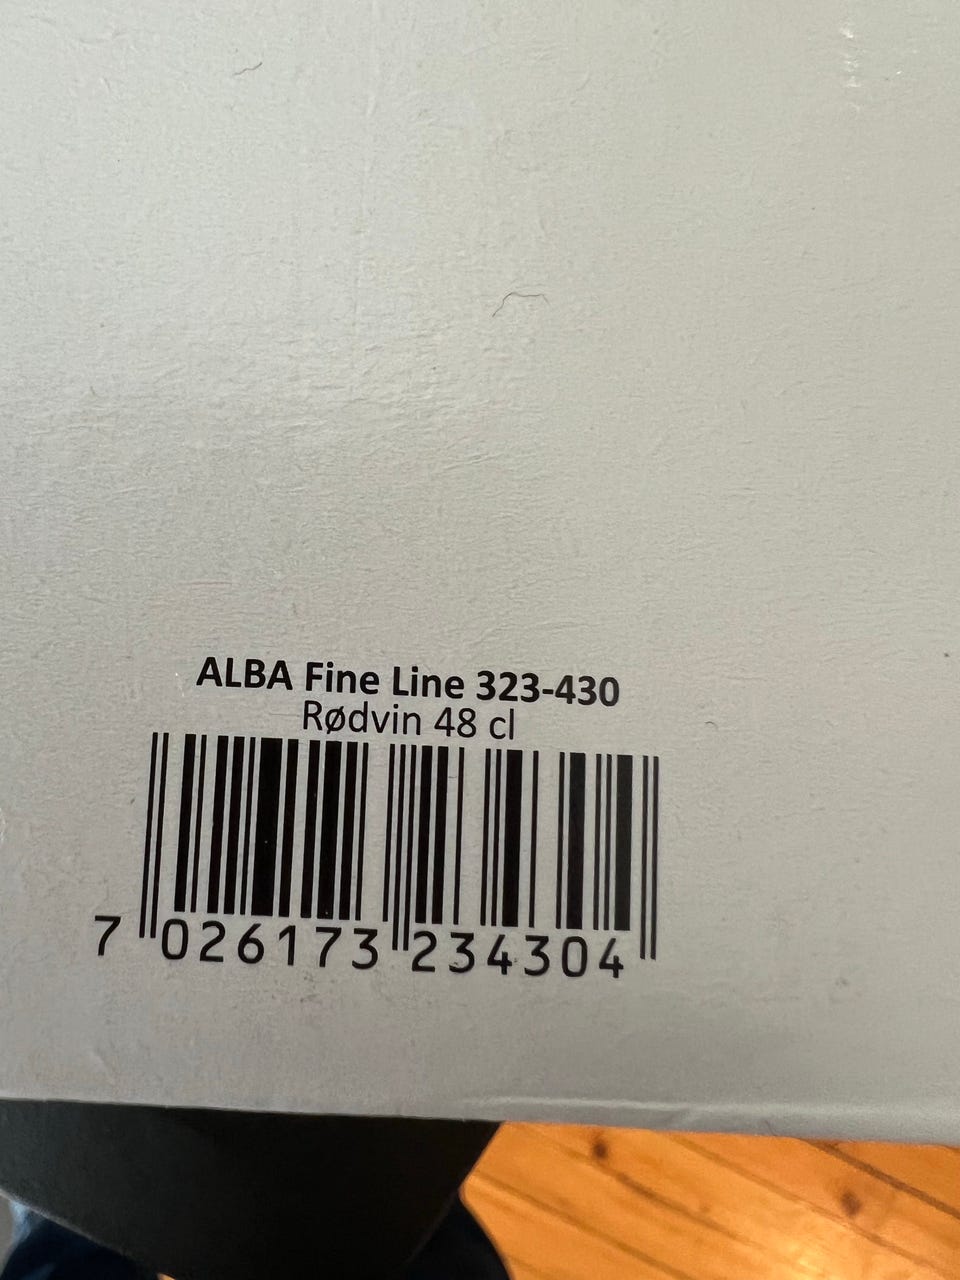 ALBA Fine Line 323-430
Rødvin 48 cl
7 026173 234304